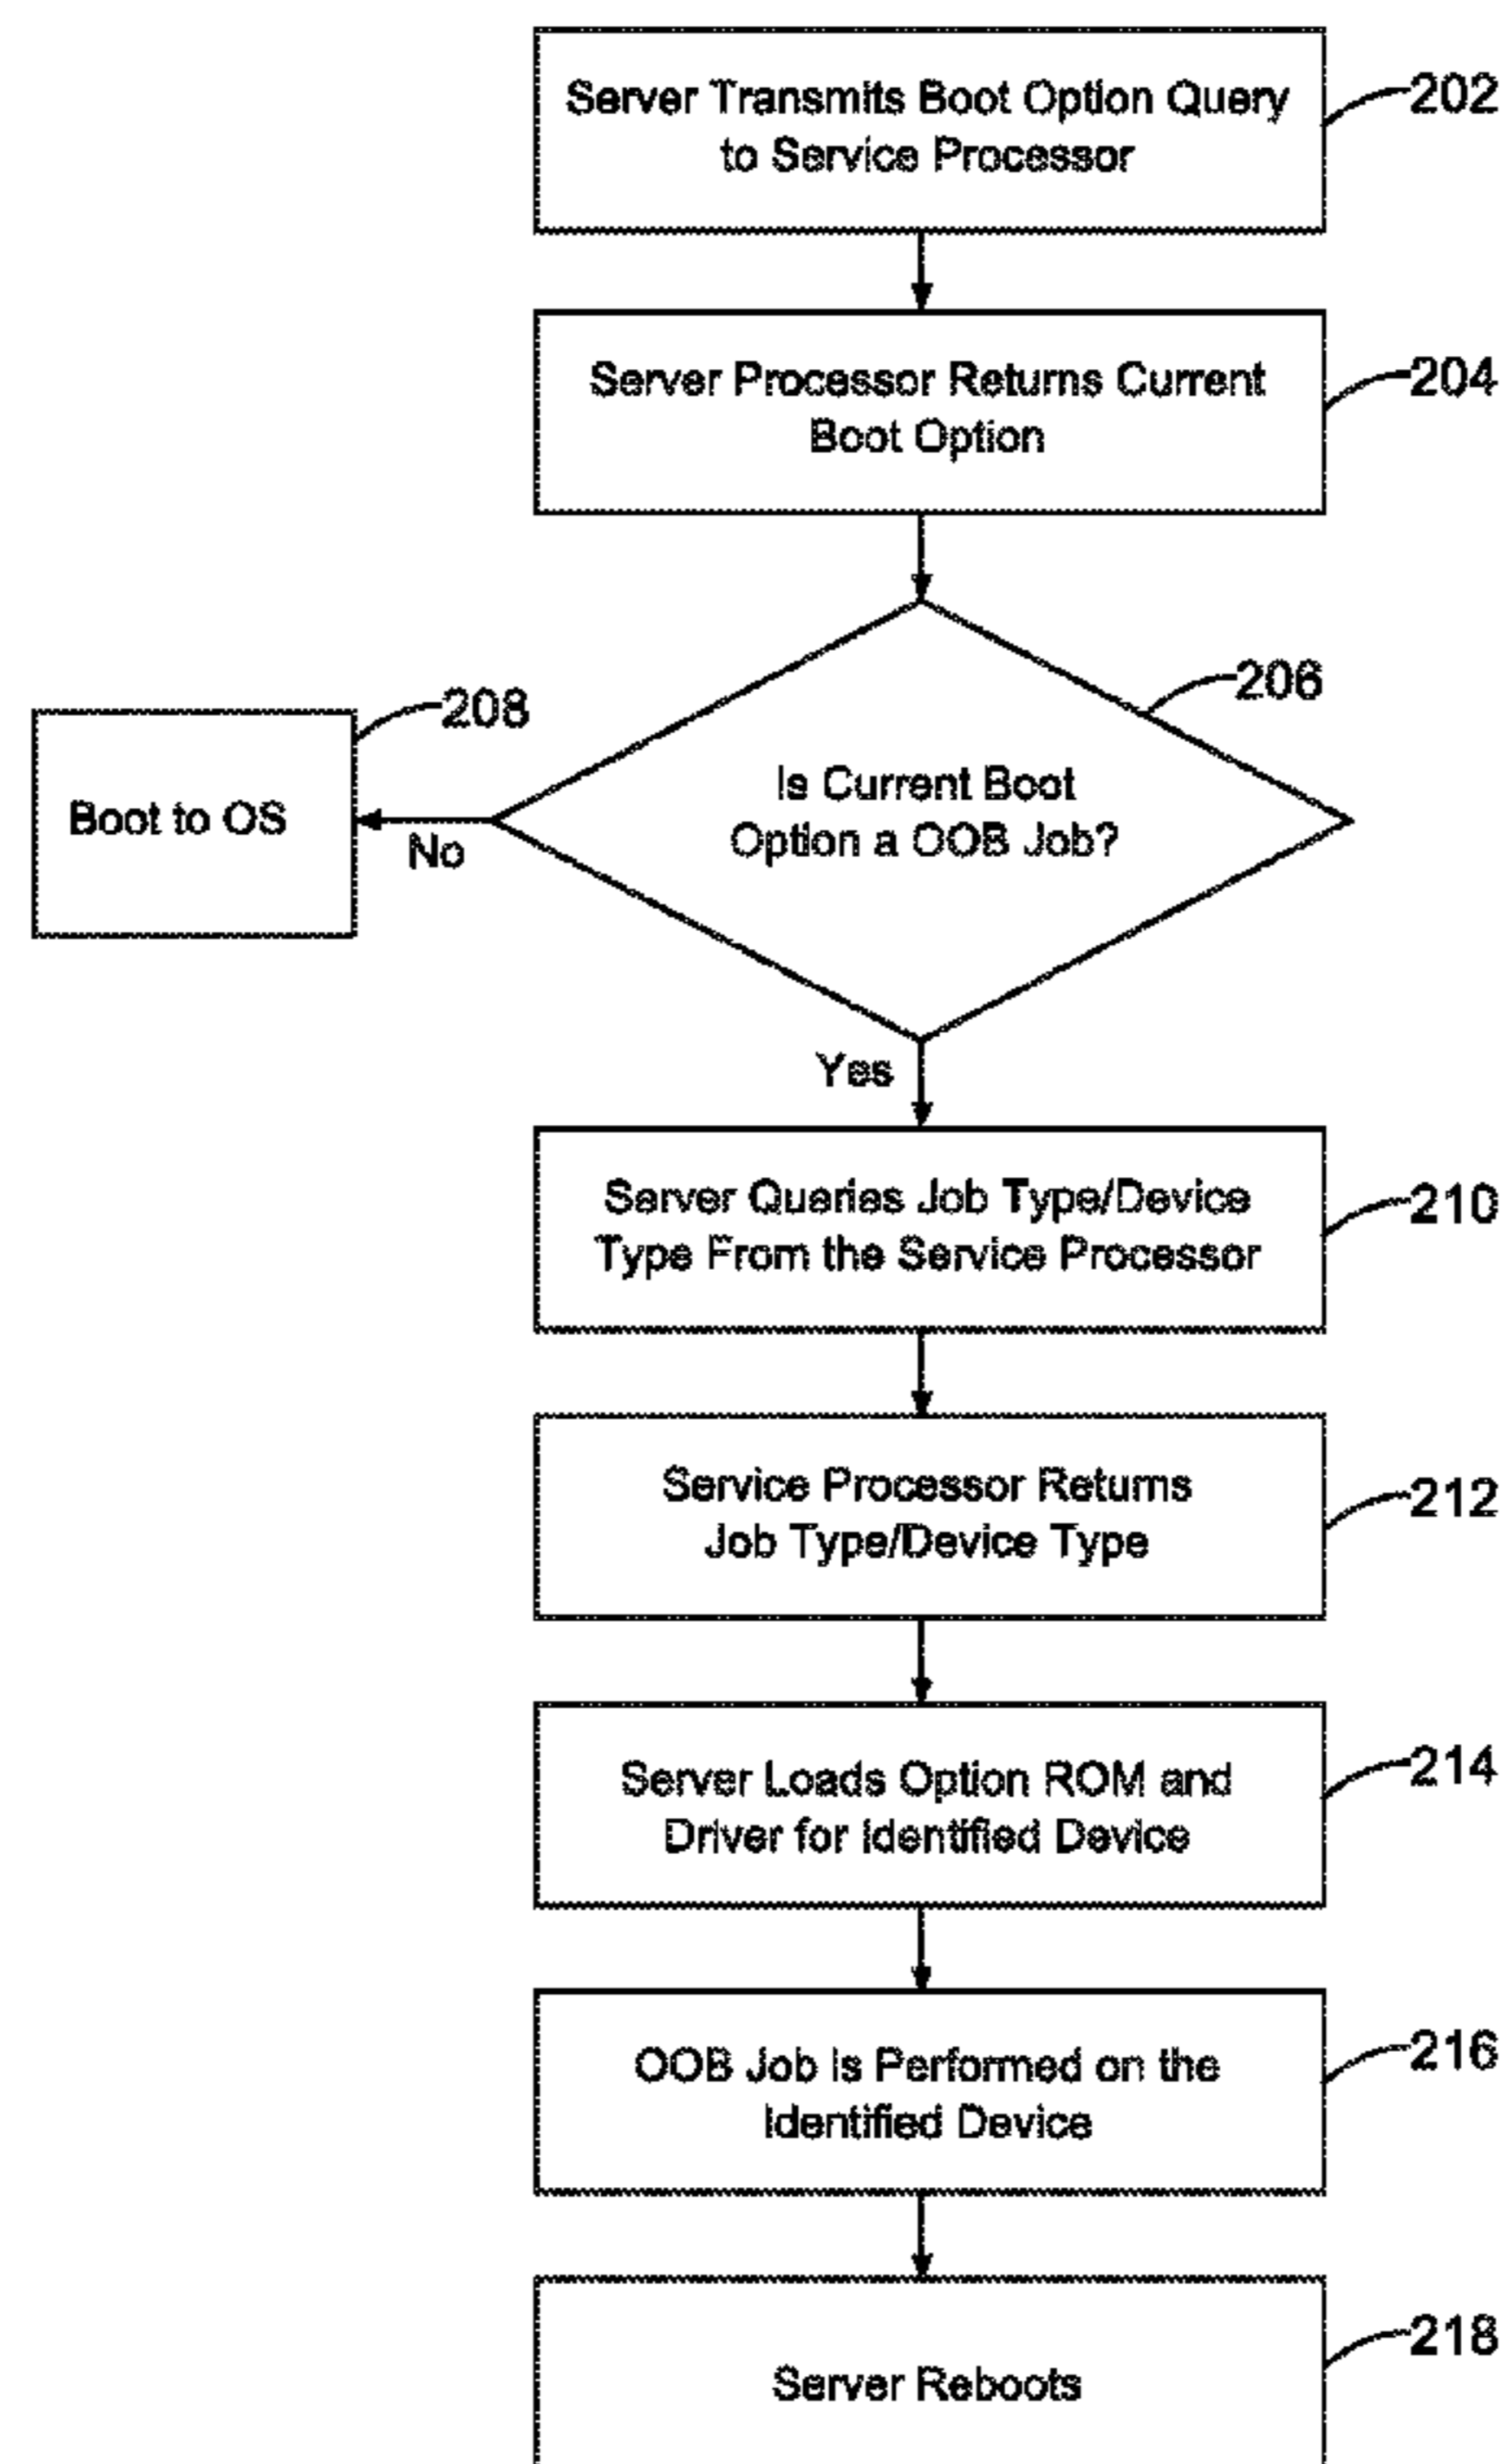 Server Transmits Boot Option Query
to Service Processor
202
Server Processor Returns Current
Boot Option
204
206
Is Current Boot
Option a OOB Job?
208
Boot to OS
No
Yes
Server Queries Job Type/Device
Type From the Service Processor
210
Service Processor Returns
Job Type/Device Type
212
Server Loads Option ROM and
Driver for Identified Device
214
OOB Job is Performed on the
Identified Device
216
Server Reboots
218